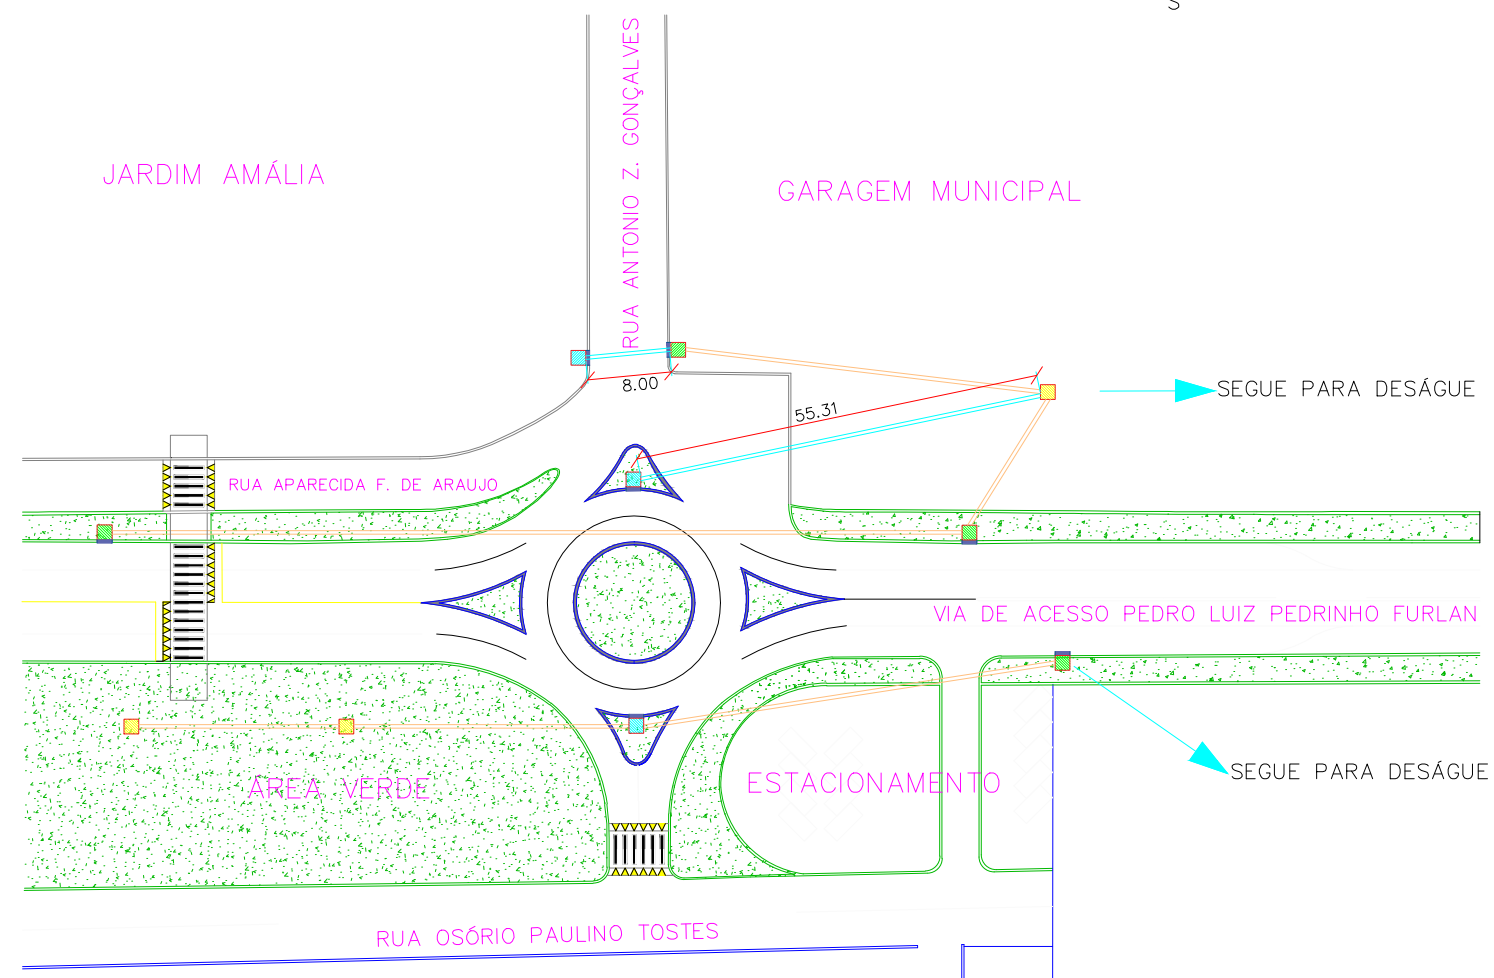 S
RUA ANTONIO Z. GONÇALVES
JARDIM AMÁLIA
GARAGEM MUNICIPAL
8.00
SEGUE PARA DESÁGUE
55.31
RUA APARECIDA F. DE ARAUJO
VIA DE ACESSO PEDRO LUIZ PEDRINHO FURLAN
SEGUE PARA DESÁGUE
ÁREA VERDE
ESTACIONAMENTO
RUA OSÓRIO PAULINO TOSTES